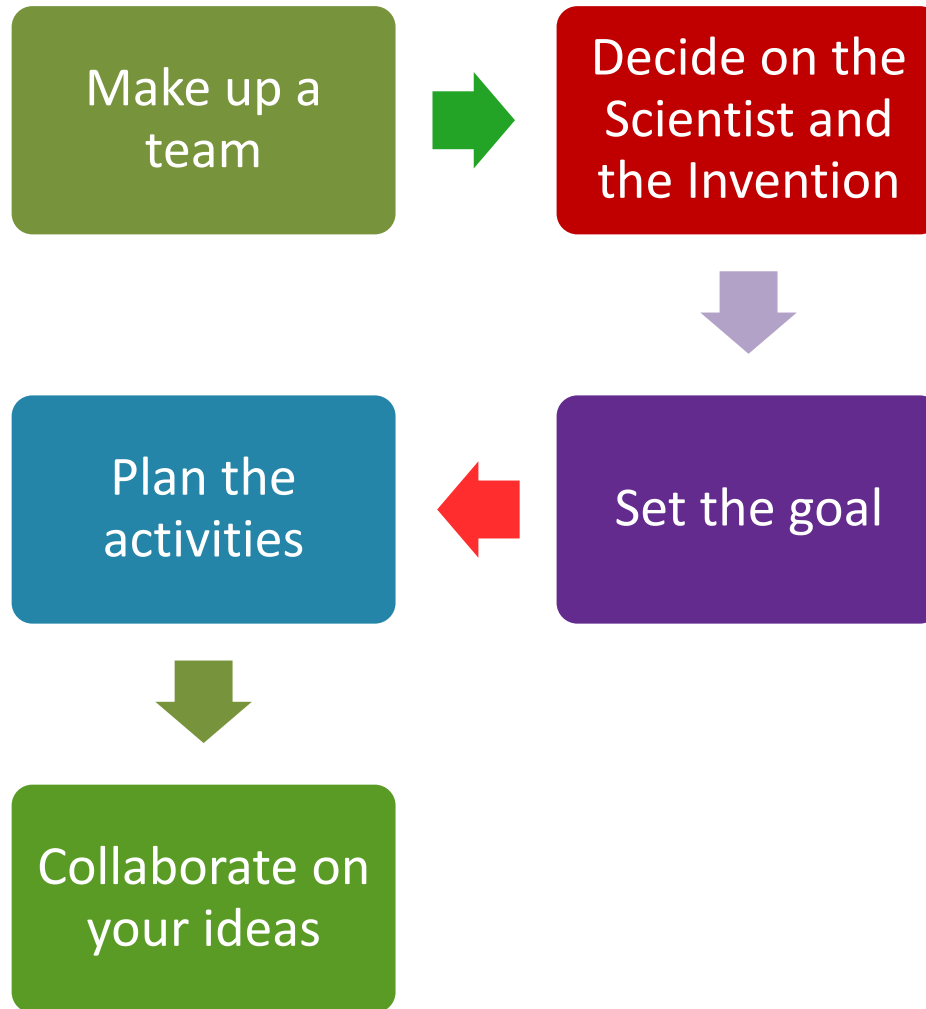 Make up a
team
Decide on the
Scientist and
the Invention
Set the goal
Plan the
activities
Collaborate on
your ideas